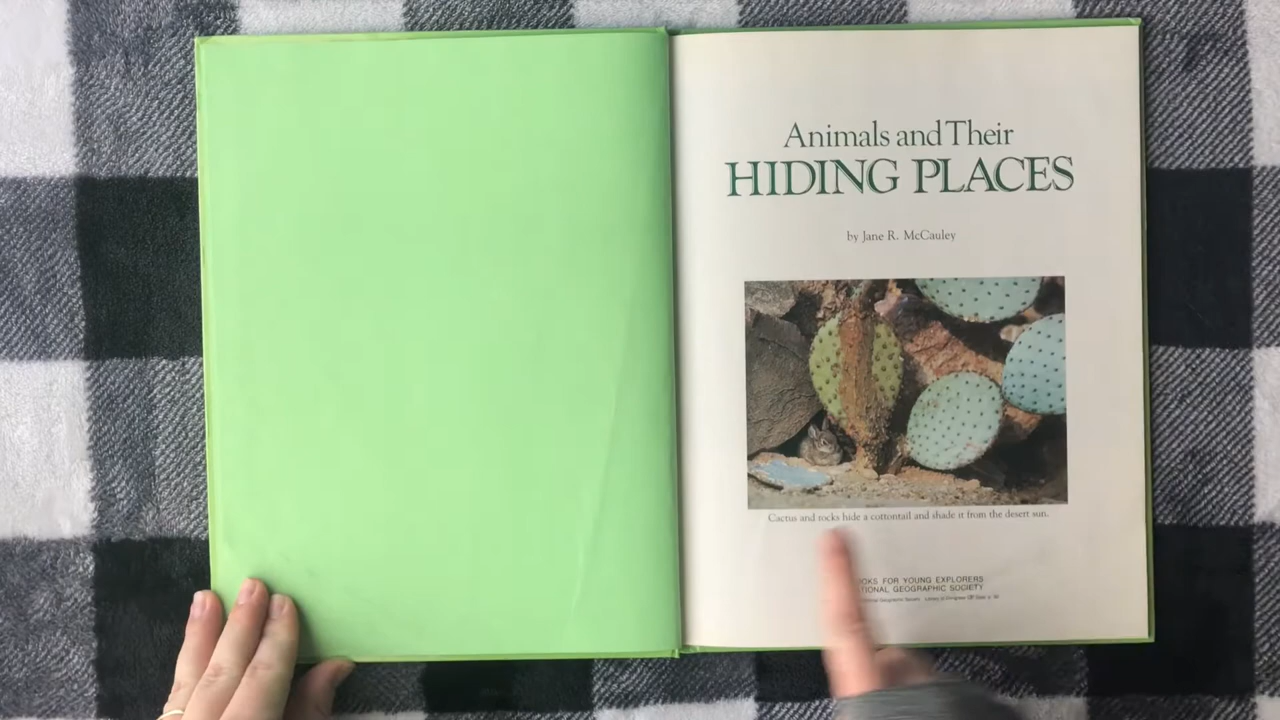 Animals and Their
HIDING PLACES
by Jane R. McCauley
Cactus and rocks hide a cottontail and shade it from the desert sun.
OKS FOR YOUNG EXPLORERS
TIONAL GEOGRAPHIC SOCIETY